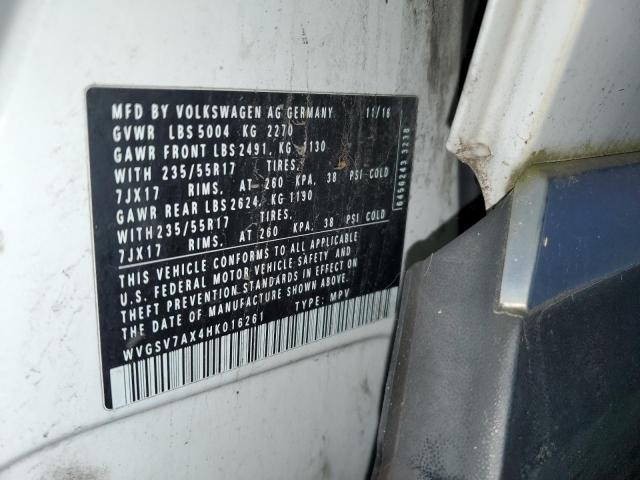 MFD BY VOLKSWAGEN AG GERMANY 11/16
GVWR LBS 5004 KG 2270
GAWR FRONT LBS 2491, KG 1130
WITH 235/55R17 TIRES.
7JX17 RIMS. AT 260 KPA, 38 PSI COLD
GAWR REAR LBS 2624, KG 1190
WITH 235/55R17 TIRES.
7JX17 RIMS. AT 260 KPA, 38 PSI COLD
THIS VEHICLE CONFORMS TO ALL APPLICABLE
U.S. FEDERAL MOTOR VEHICLE SAFETY AND
THEFT PREVENTION STANDARDS IN EFFECT ON
THE DATE OF MANUFACTURE SHOWN ABOVE.
WVGSV7AX4HK016261 TYPE: MPV